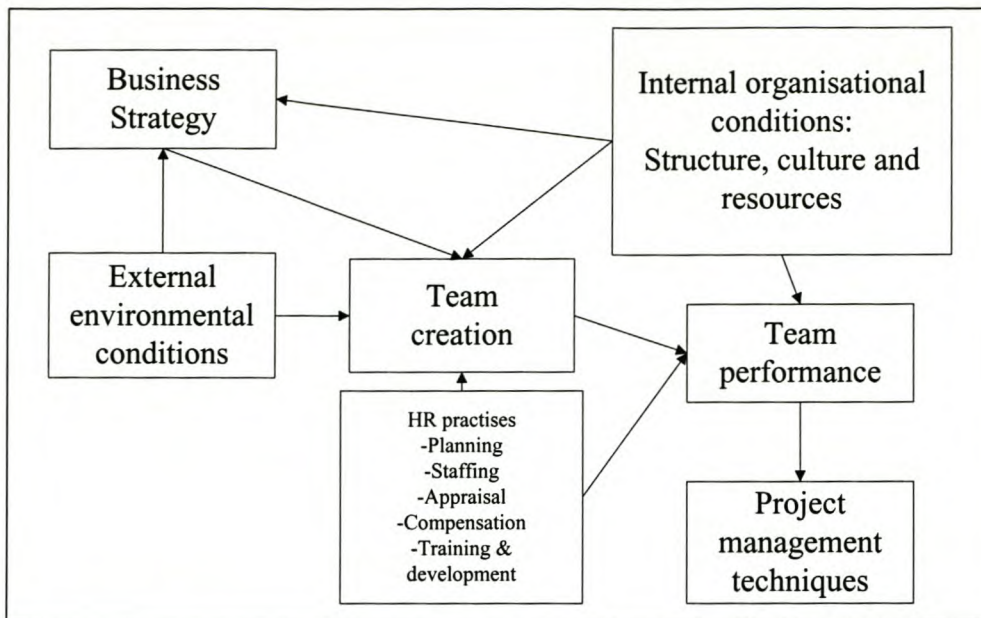 Business
Strategy
Internal organisational
conditions:
Structure, culture and
resources
External
environmental
conditions
Team
creation
Team
performance
HR practises
-Planning
-Staffing
-Appraisal
-Compensation
-Training &
development
Project
management
techniques